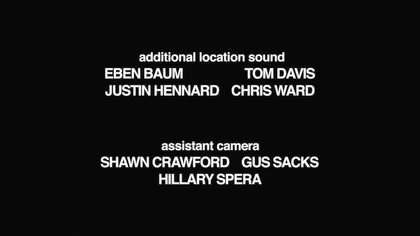 additional location sound
EBEN BAUM TOM DAVIS
JUSTIN HENNARD CHRIS WARD
assistant camera
SHAWN CRAWFORD GUS SACKS
HILLARY SPERA